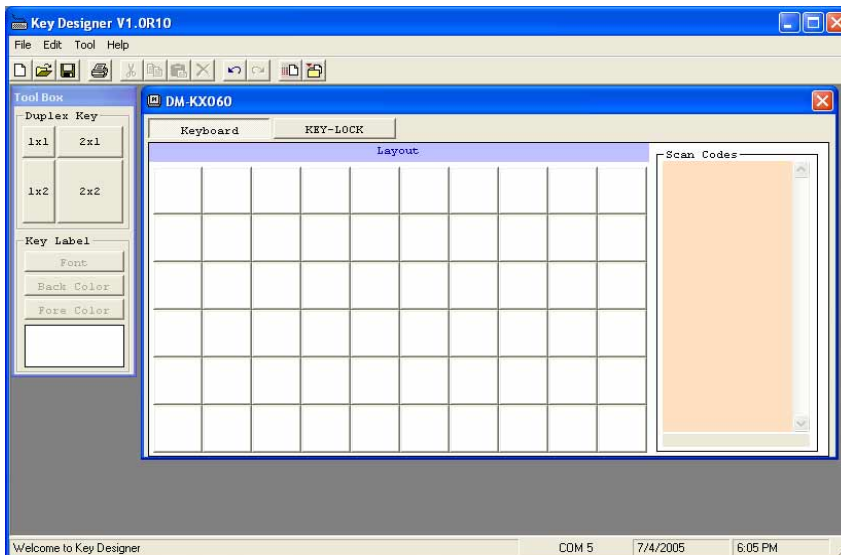 Key Designer V1.0R10
File Edit Tool Help
Tool Box
Duplex Key
1x1 2x1
1x2 2x2
Key Label
Font
Back Color
Fore Color
DM-KX060
Keyboard KEY-LOCK
Layout
Scan Codes
Welcome to Key Designer COM 5 7/4/2005 6:05 PM